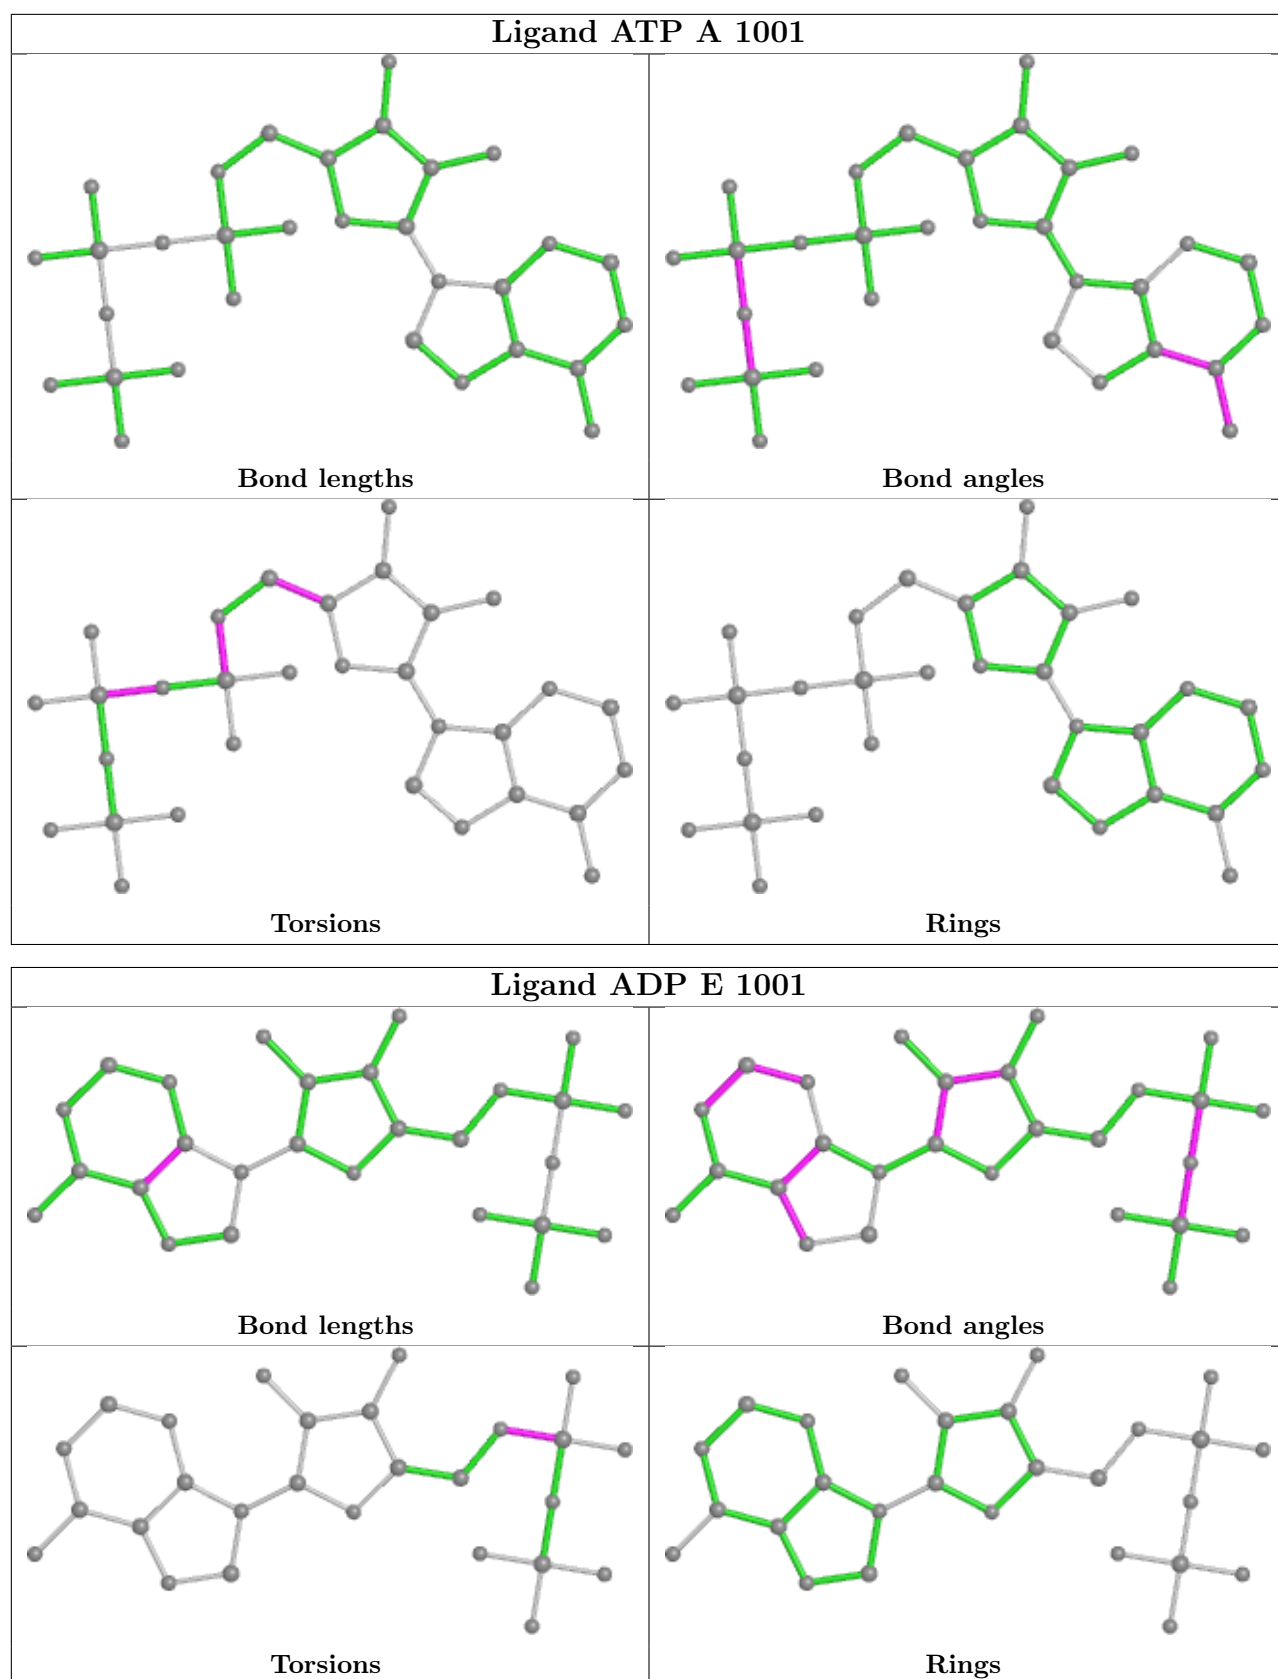 Ligand ATP A 1001
Bond lengths
Bond angles
Torsions
Rings
Ligand ADP E 1001
Bond lengths
Bond angles
Torsions
Rings